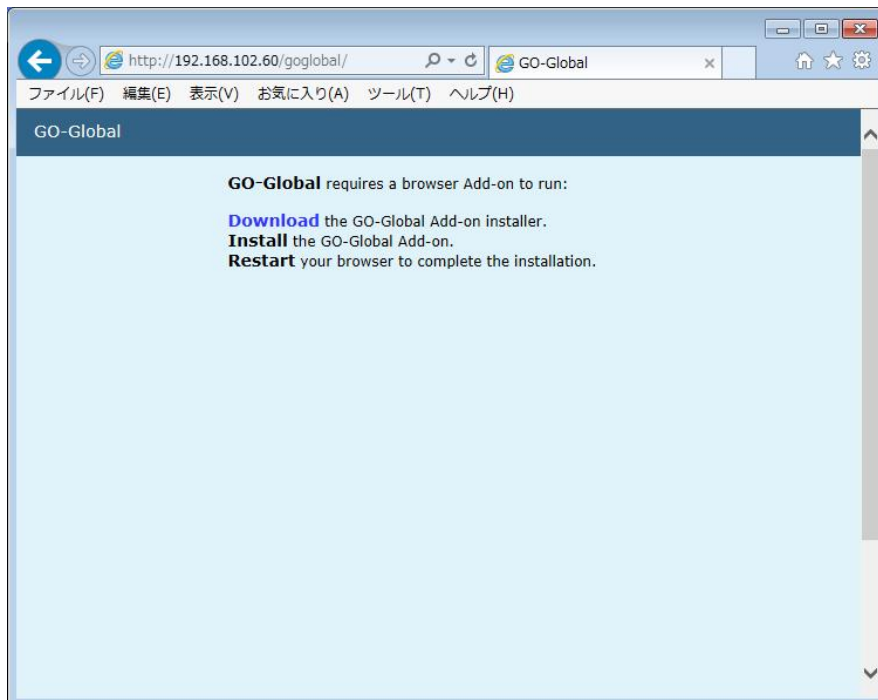 http://192.168.102.60/goglobal/
GO-Global
ファイル(F) 編集(E) 表示(V) お気に入り(A) ツール(T) ヘルプ(H)
GO-Global
GO-Global requires a browser Add-on to run:
Download the GO-Global Add-on installer.
Install the GO-Global Add-on.
Restart your browser to complete the installation.